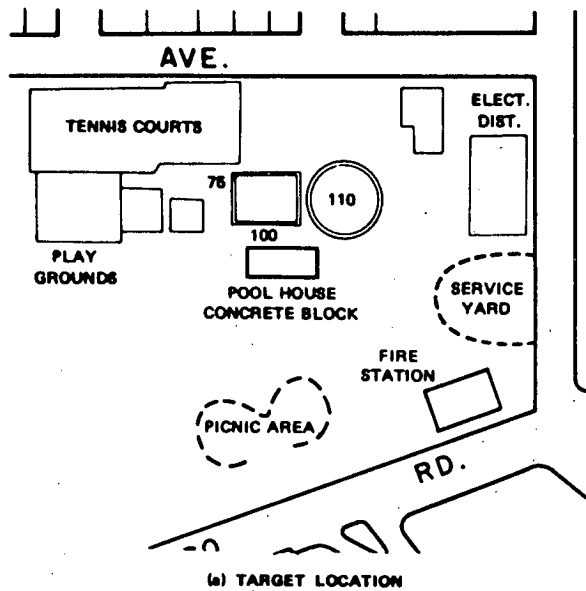 AVE.
ELECT.
DIST.
TENNIS COURTS
76
110
100
PLAY
GROUNDS
POOL HOUSE
CONCRETE BLOCK
SERVICE
YARD
FIRE
STATION
PICNIC AREA
RD.
(a) TARGET LOCATION